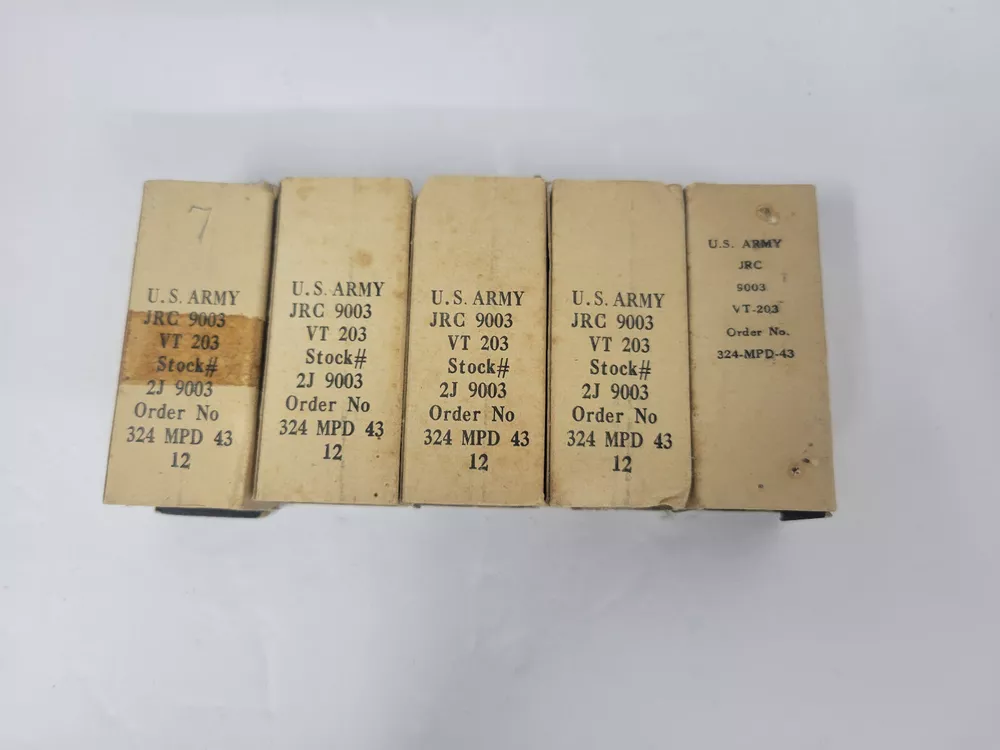 7
U.S. ARMY
JRC 9003
VT 203
Stock#
2J 9003
Order No
324 MPD 43
12
U.S. ARMY
JRC 9003
VT 203
Stock#
2J 9003
Order No
324 MPD 43
12
U.S. ARMY
JRC 9003
VT 203
Stock#
2J 9003
Order No
324 MPD 43
12
U.S. ARMY
JRC 9003
VT 203
Stock#
2J 9003
Order No
324 MPD 43
12
U.S. ARMY
JRC
9003
VT-203
Order No.
324-MPD-43